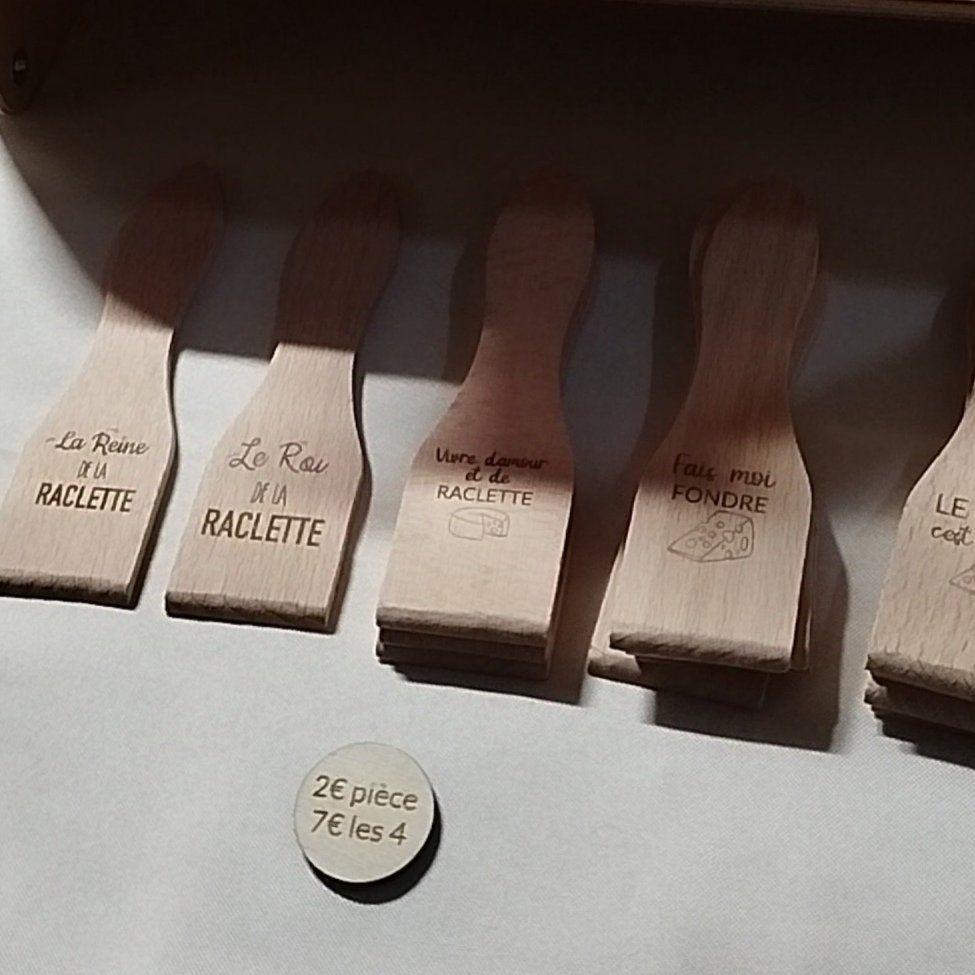 La Reine
DE LA
RACLETTE
Le Roi
DE LA
RACLETTE
Vivre d'amour
et de
RACLETTE
Fais moi
FONDRE
LE
c'est
2€ pièce
7€ les 4